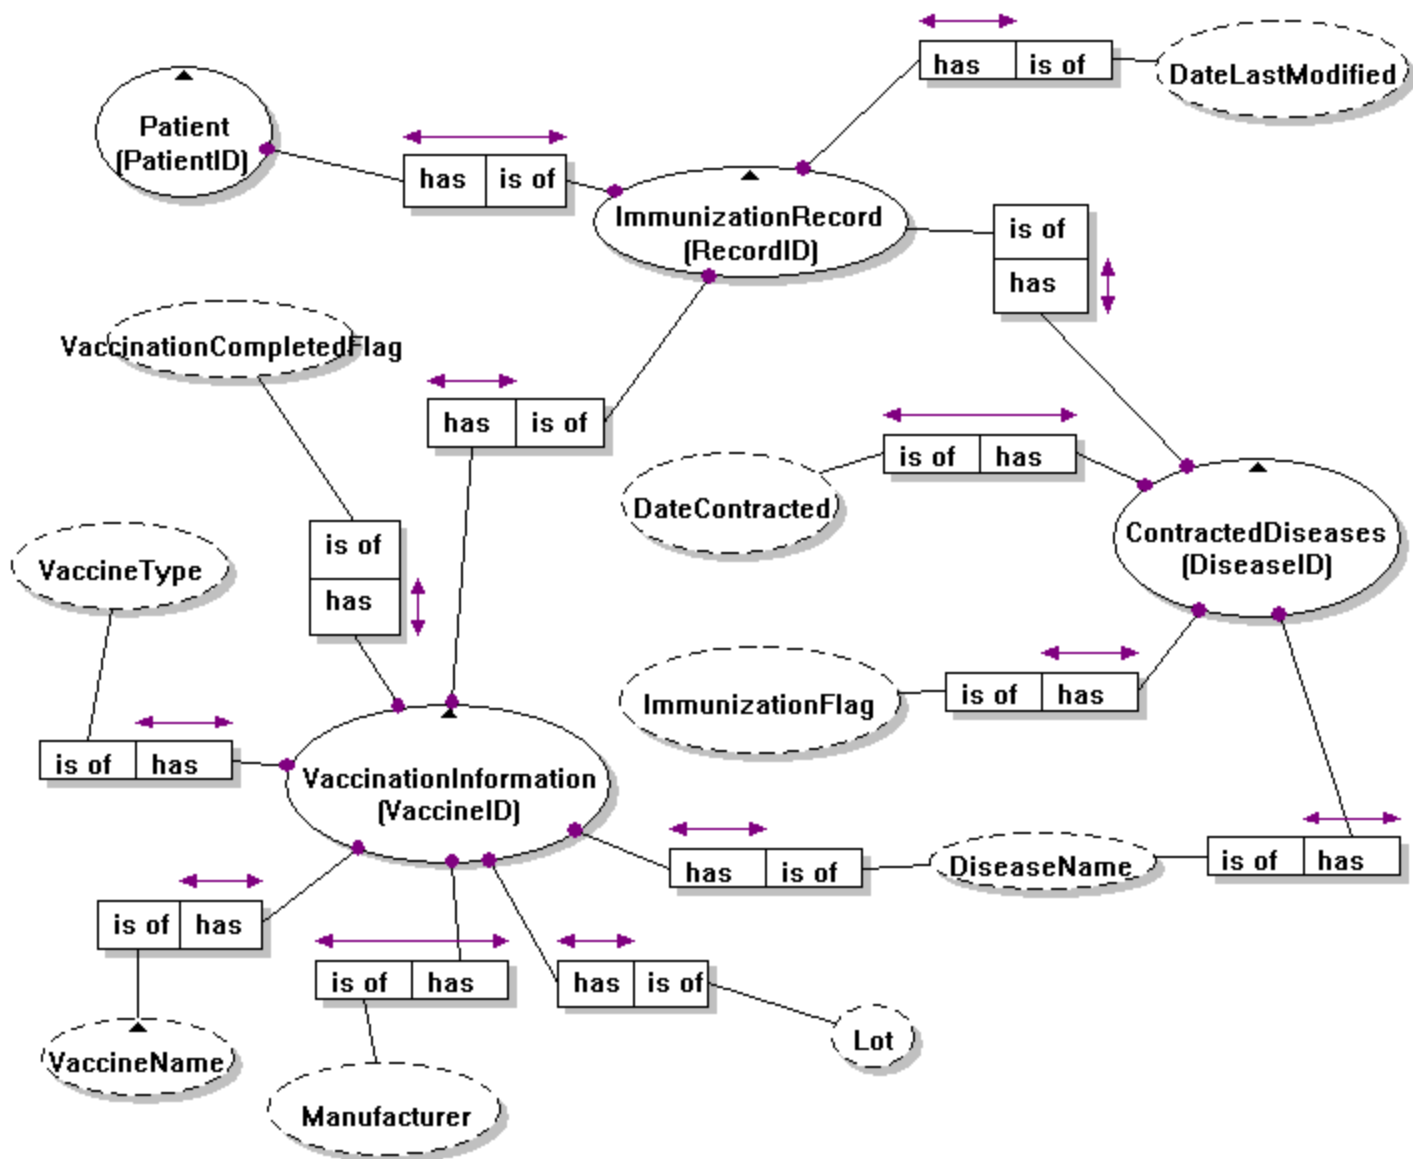 has is of
DateLastModified
Patient
(PatientID)
has is of
ImmunizationRecord
(RecordID)
is of
has
VaccinationCompletedFlag
has is of
is of has
DateContracted
ContractedDiseases
(DiseaseID)
is of
has
VaccineType
ImmunizationFlag
is of has
is of has
VaccinationInformation
(VaccineID)
has is of
DiseaseName
is of has
is of has
is of has
has is of
VaccineName
Lot
Manufacturer